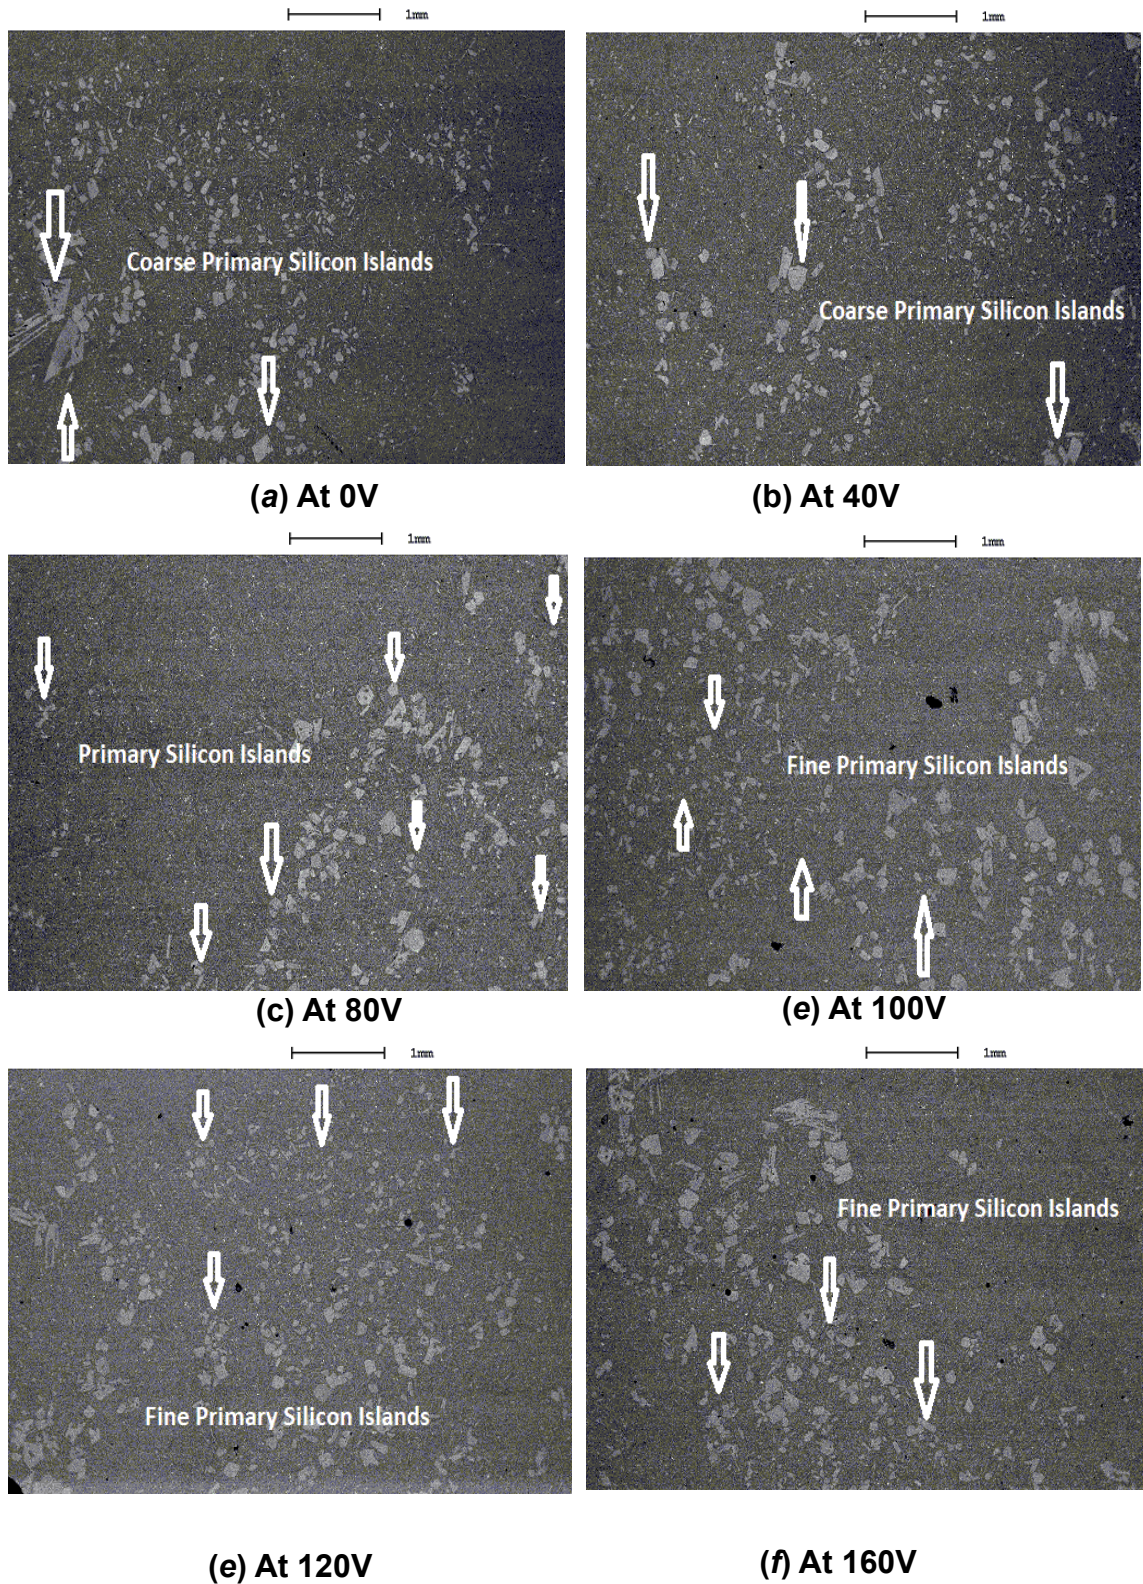 1mm
1mm
Coarse Primary Silicon Islands
Coarse Primary Silicon Islands
(a) At 0V
(b) At 40V
1mm
1mm
Primary Silicon Islands
Fine Primary Silicon Islands
(c) At 80V
(e) At 100V
1mm
1mm
Fine Primary Silicon Islands
Fine Primary Silicon Islands
(e) At 120V
(f) At 160V